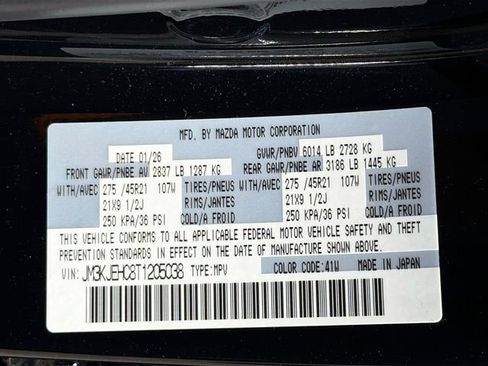 MFD. BY MAZDA MOTOR CORPORATION
DATE 01/26 GVWR/PNBV 6014 LB 2728 KG
FRONT GAWR/PNBE AV 2837 LB 1287 KG REAR GAWR/PNBE AR 3186 LB 1445 KG
WITH/AVEC 275 /45R21 107W TIRES/PNEUS WITH/AVEC 275 /45R21 107W TIRES/PNEUS
21X9 1/2J RIMS/JANTES 21X9 1/2J RIMS/JANTES
250 KPA/36 PSI COLD/A FROID 250 KPA/36 PSI COLD/A FROID
THIS VEHICLE CONFORMS TO ALL APPLICABLE FEDERAL MOTOR VEHICLE SAFETY AND THEFT
PREVENTION STANDARDS IN EFFECT ON THE DATE OF MANUFACTURE SHOWN ABOVE.
VIN: JM3KJEHC8T1205038 TYPE:MPV COLOR CODE:41W MADE IN JAPAN